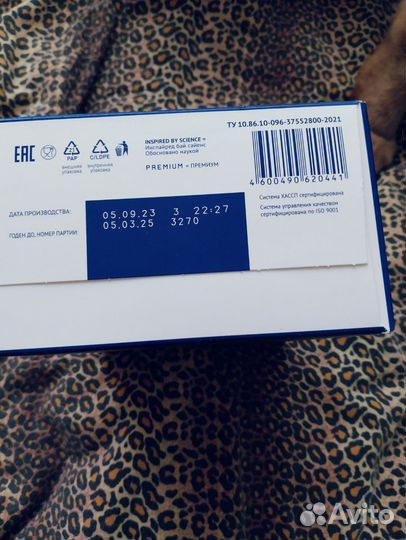 ТУ 10.86.10-096-37552800-2021
EAC
PAP
внешняя
упаковка
C/LDPE
внутренняя
упаковка
INSPIRED BY SCIENCE =
Инспайред бай сайенс
Обосновано наукой
PREMIUM = ПРЕМИУМ
4 600490 620441
Система ХАССП сертифицирована
Система управления качеством
сертифицирована по ISO 9001
ДАТА ПРОИЗВОДСТВА: 05.09.23 3 22:27
ГОДЕН ДО, НОМЕР ПАРТИИ: 05.03.25 3270
Avito